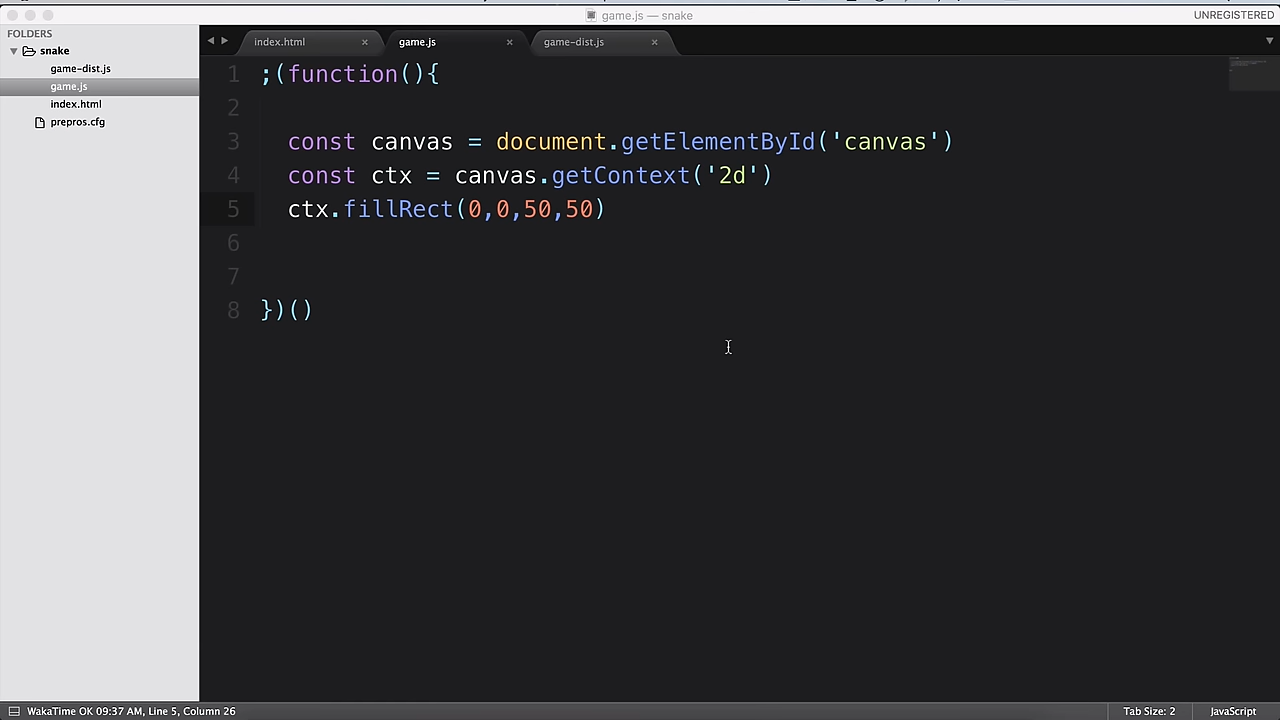 game.js — snake
UNREGISTERED
FOLDERS
snake
game-dist.js
game.js
index.html
prepros.cfg
index.html ×
game.js ×
game-dist.js ×
1 ;(function(){
2
3 const canvas = document.getElementById('canvas')
4 const ctx = canvas.getContext('2d')
5 ctx.fillRect(0,0,50,50)
6
7
8 })()
WakaTime OK 09:37 AM, Line 5, Column 26
Tab Size: 2
JavaScript